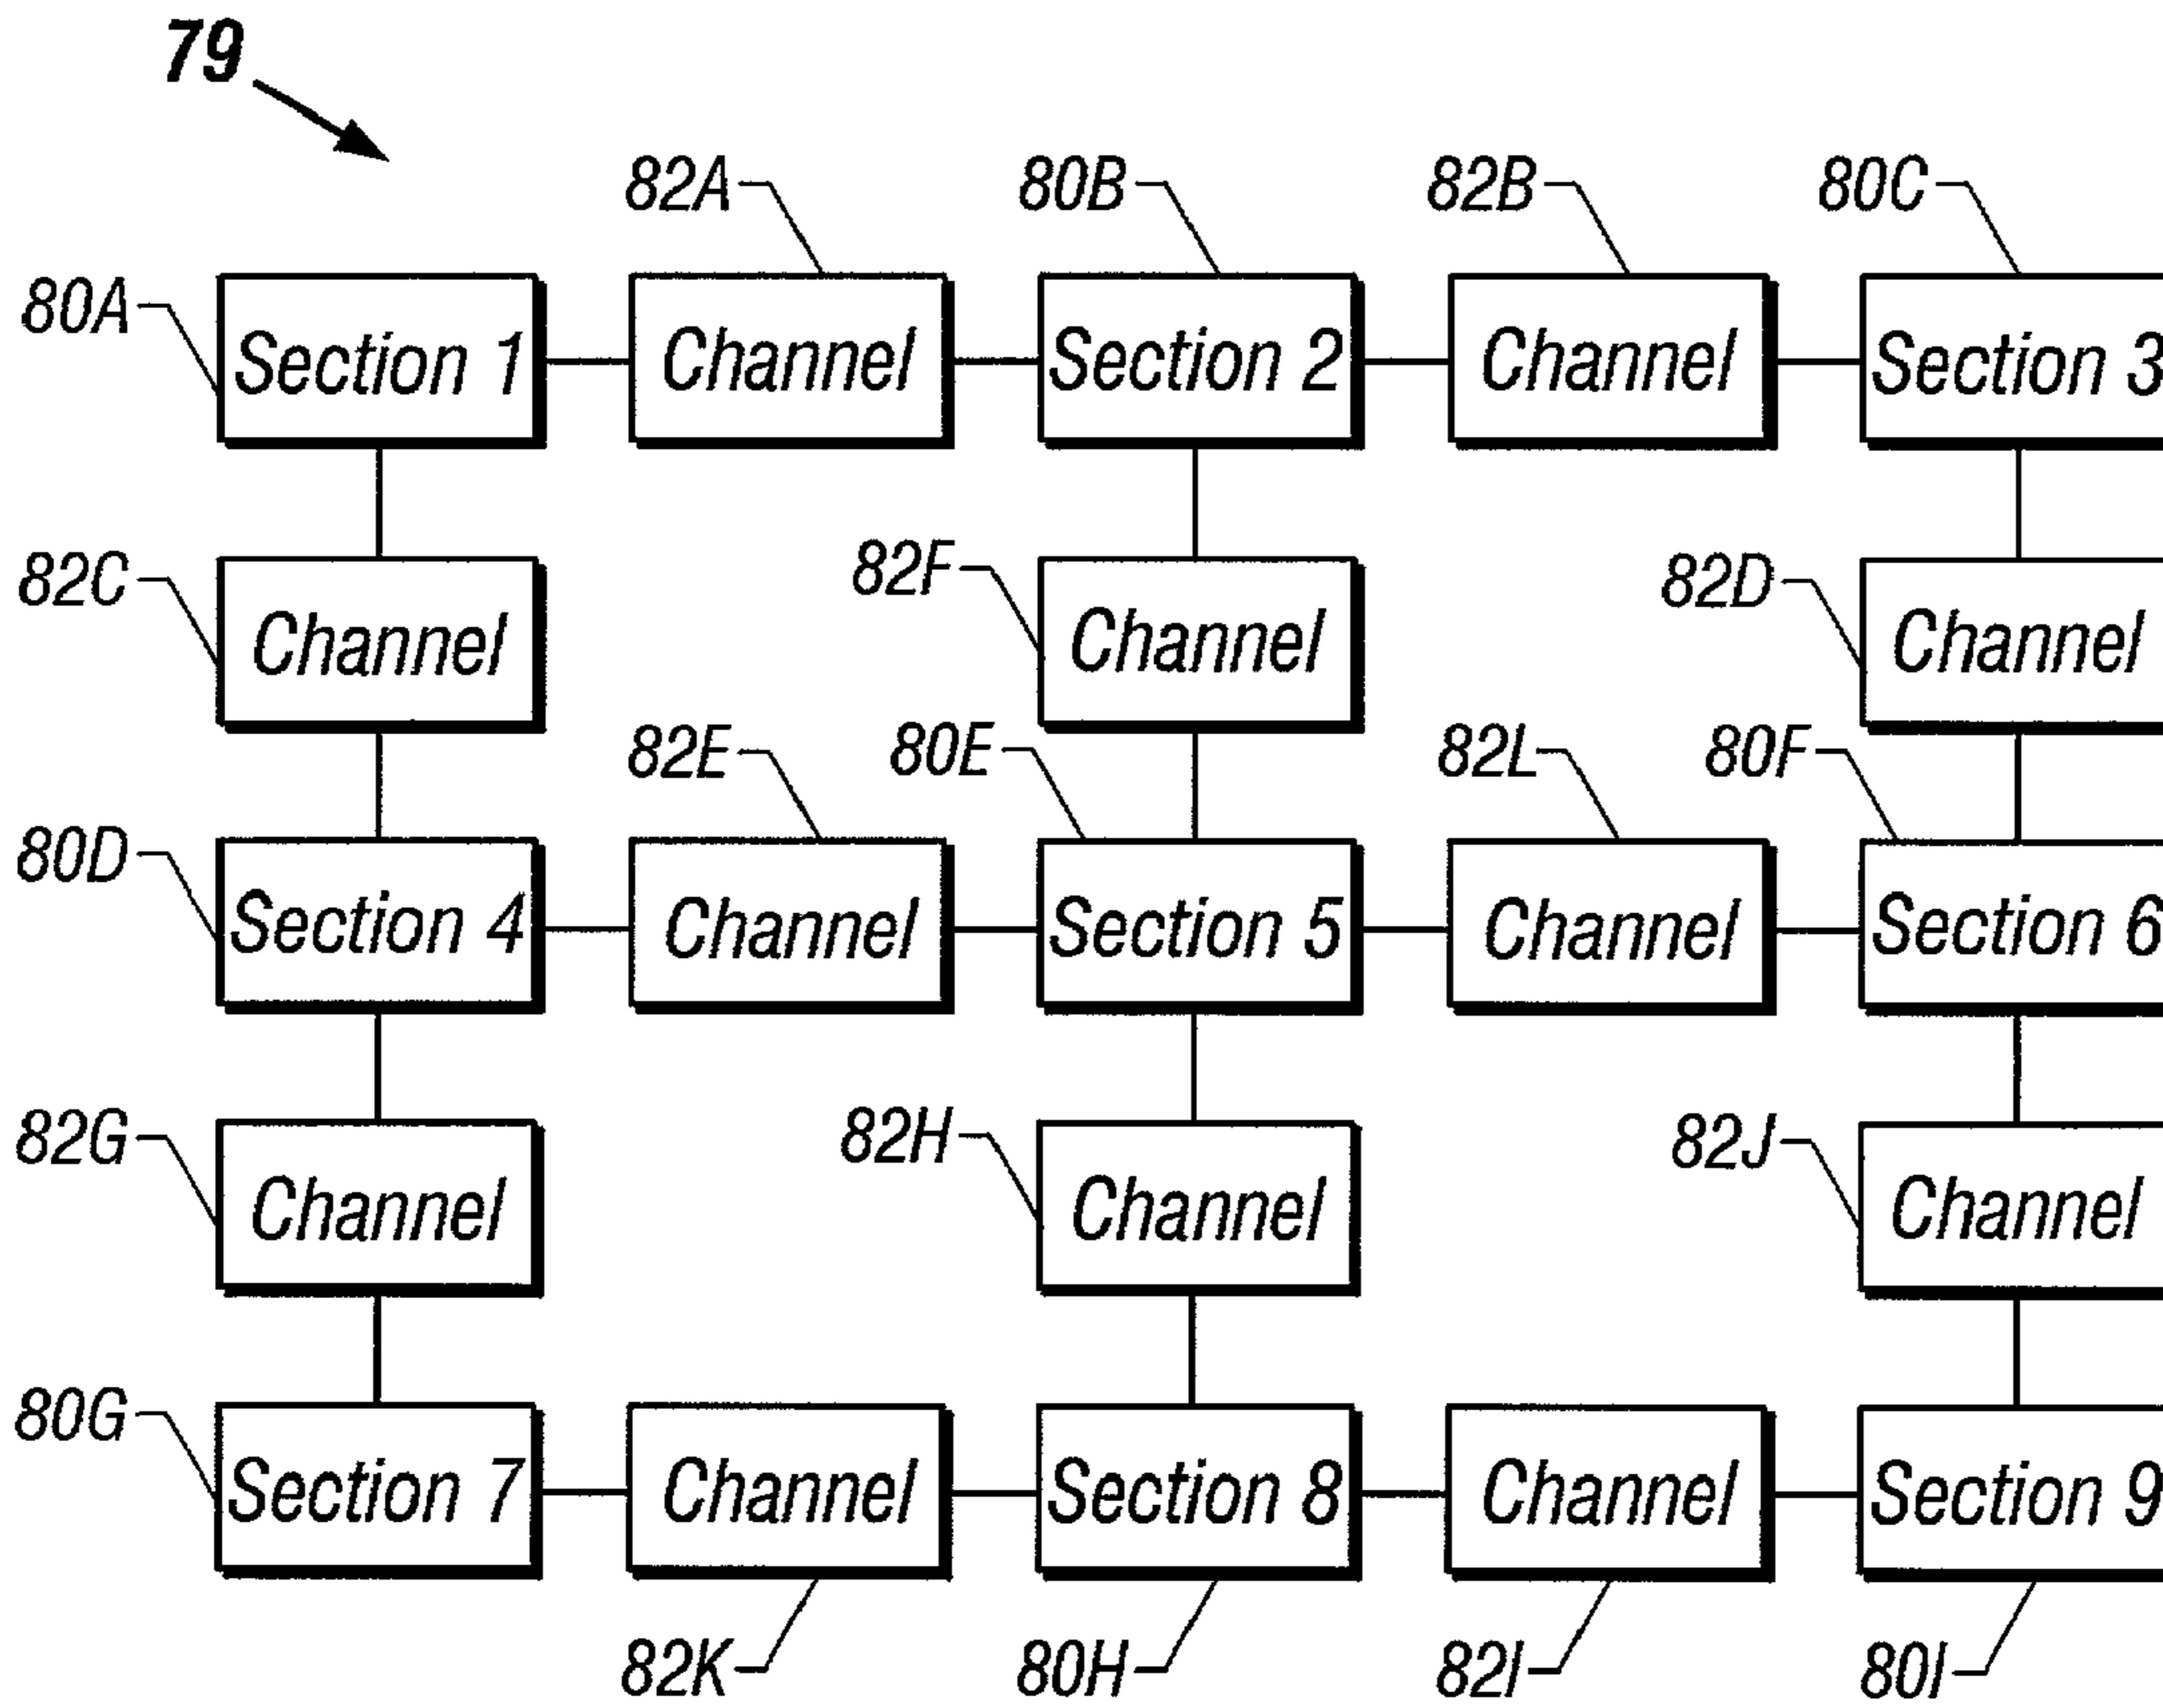 79
82A 80B 82B 80C
80A
Section 1 Channel Section 2 Channel Section 3
82C 82F 82D
Channel Channel Channel
82E 80E 82L 80F
80D
Section 4 Channel Section 5 Channel Section 6
82G 82H 82J
Channel Channel Channel
80G
Section 7 Channel Section 8 Channel Section 9
82K 80H 82I 80I